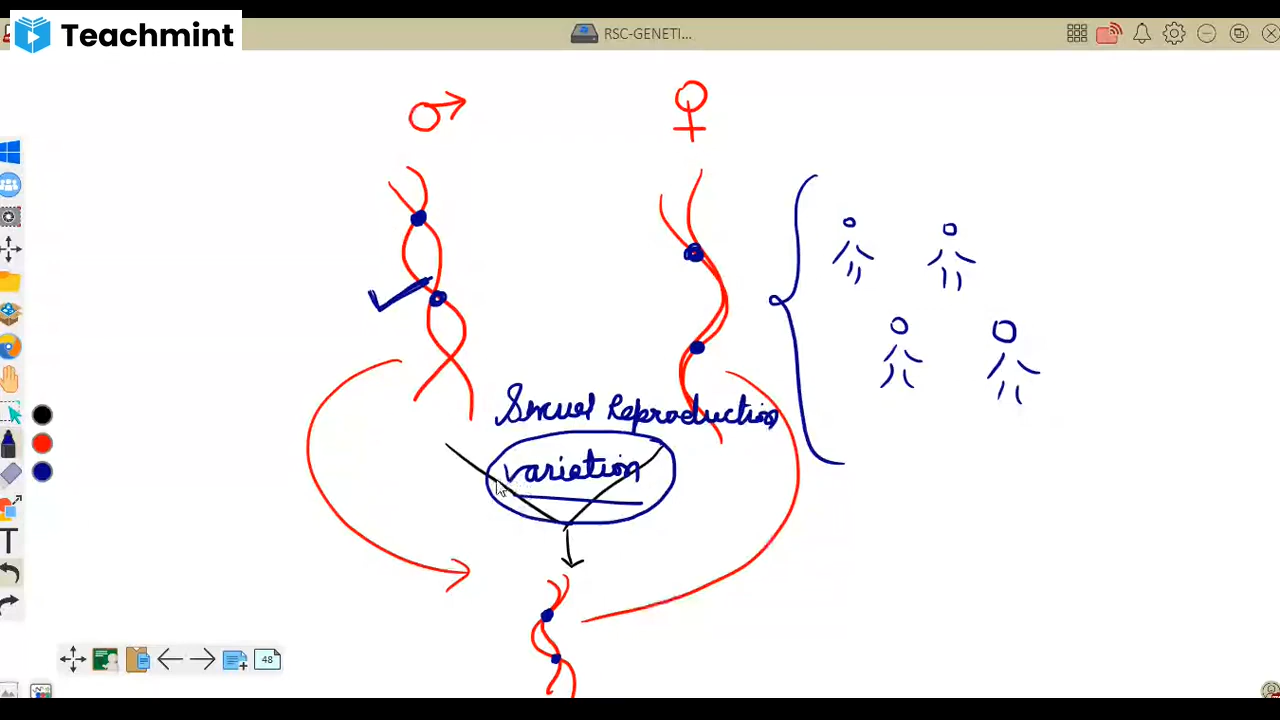 Teachmint
RSC-GENETI...
Sexual Reproduction
variation
T
48